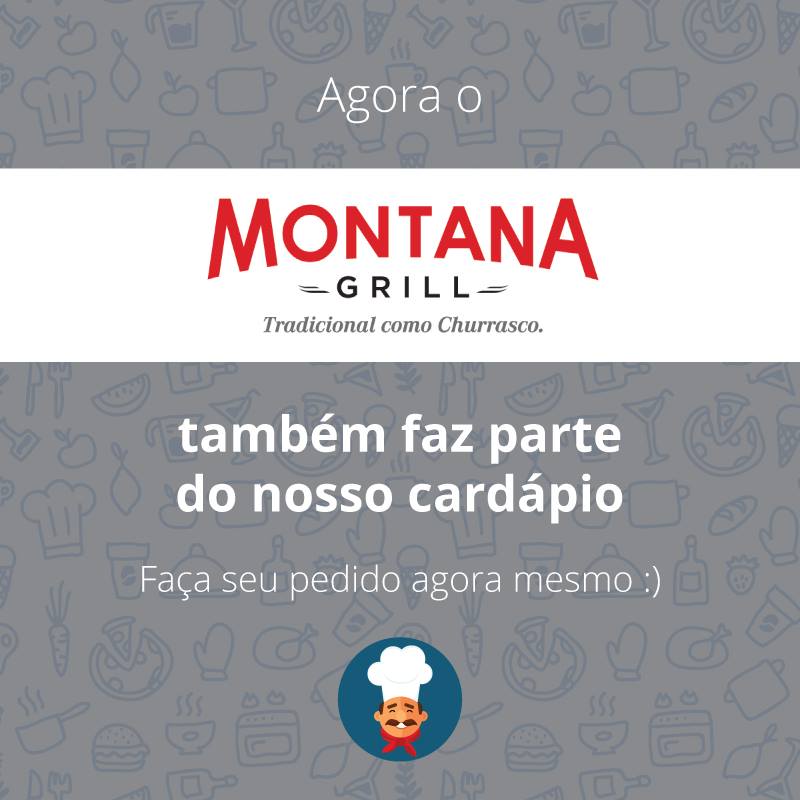 Agora o
MONTANA
GRILL
Tradicional como Churrasco.
também faz parte
do nosso cardápio
Faça seu pedido agora mesmo :)